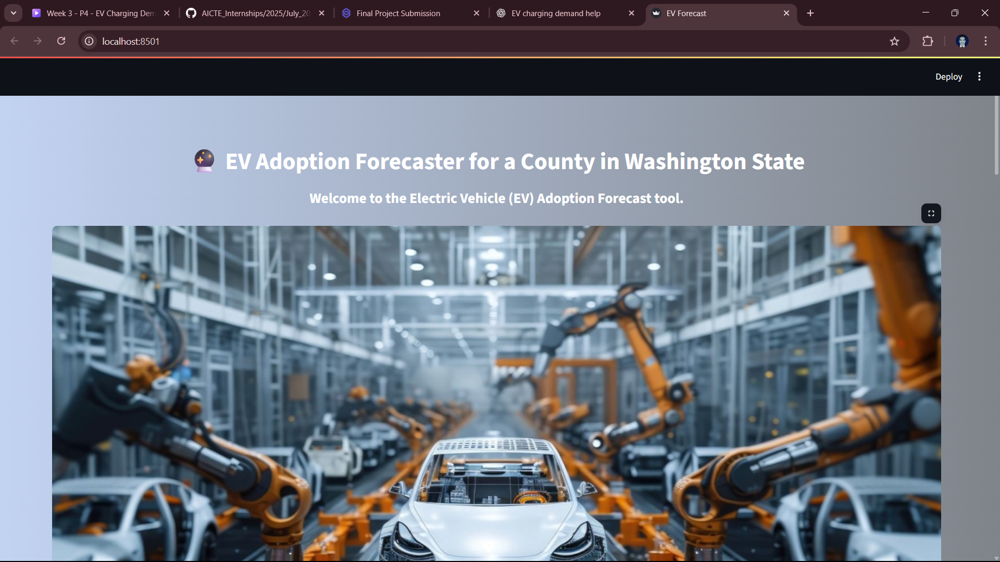 Week 3 - P4 - EV Charging Dem
AICTE_Internships/2025/July_20
Final Project Submission
EV charging demand help
EV Forecast
localhost:8501
Deploy
EV Adoption Forecaster for a County in Washington State
Welcome to the Electric Vehicle (EV) Adoption Forecast tool.